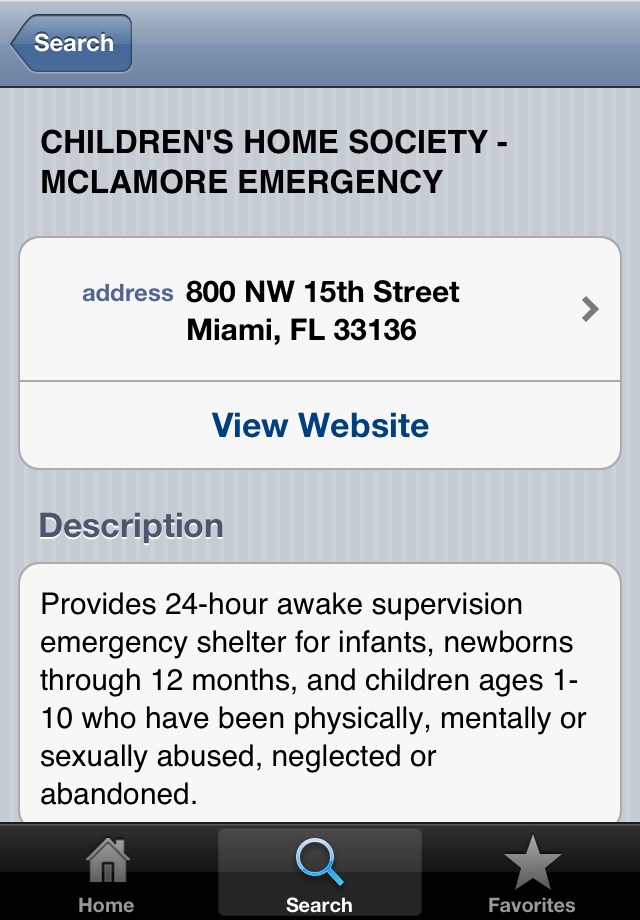 Search
CHILDREN'S HOME SOCIETY -
MCLAMORE EMERGENCY
address 800 NW 15th Street
Miami, FL 33136
View Website
Description
Provides 24-hour awake supervision
emergency shelter for infants, newborns
through 12 months, and children ages 1-
10 who have been physically, mentally or
sexually abused, neglected or
abandoned.
Home Search Favorites